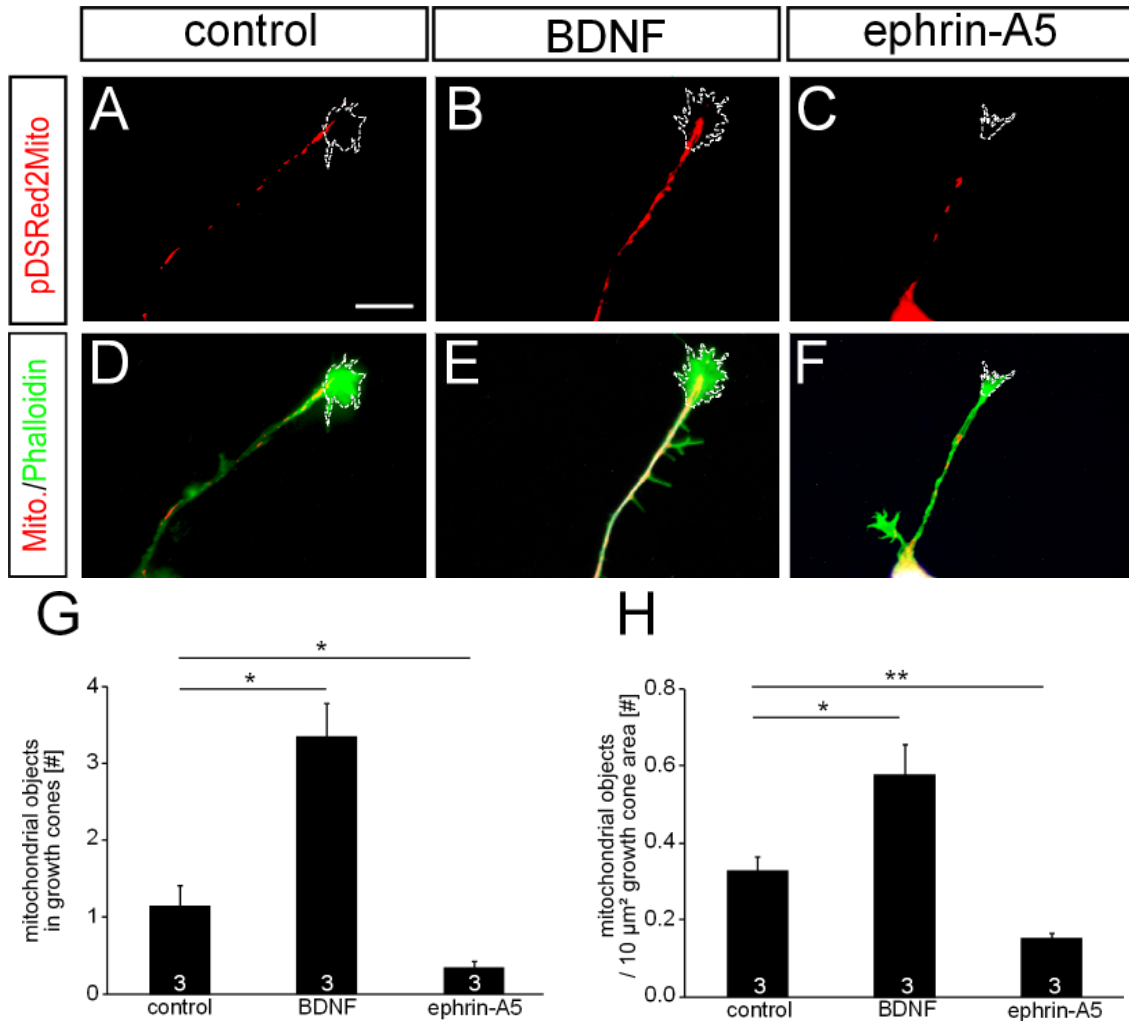 control
BDNF
ephrin-A5
pDSRed2Mito
A
B
C
Mito./Phalloidin
D
E
F
G
*
*
mitochondrial objects
in growth cones [#]
4
3
2
1
0
3
3
3
control
BDNF
ephrin-A5
H
**
*
mitochondrial objects
/ 10 µm² growth cone area [#]
0.8
0.6
0.4
0.2
0.0
3
3
3
control
BDNF
ephrin-A5